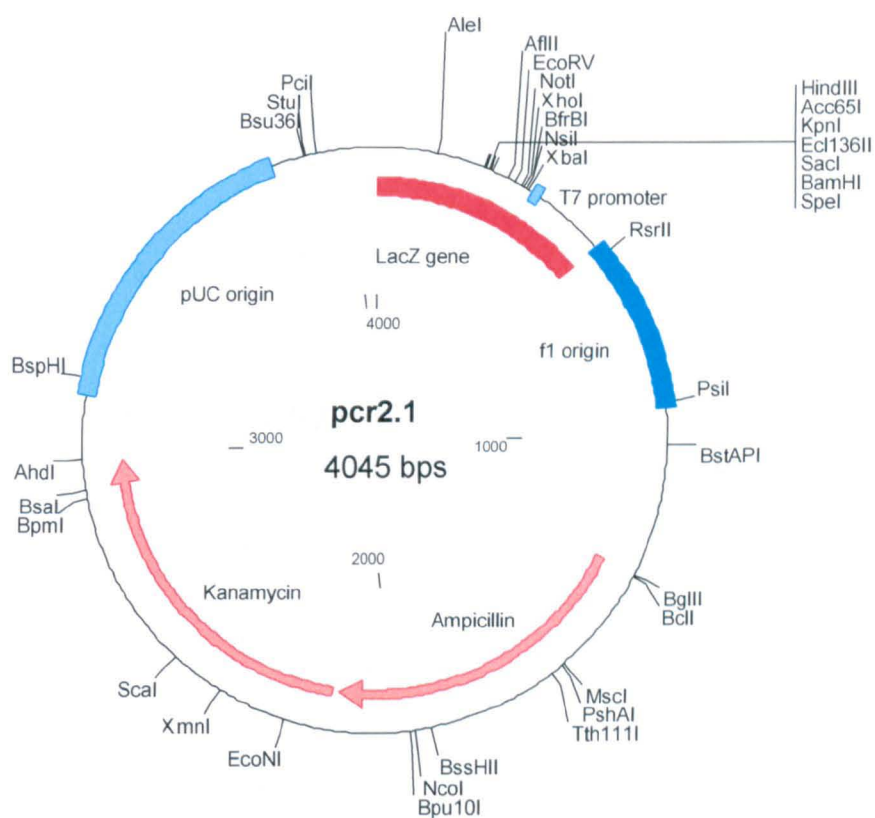 AleI
AflII
EcoRV
NotI
XhoI
BfrBI
NsiI
XbaI
HindIII
Acc65I
KpnI
Ecl136II
SacI
BamHI
SpeI
PciI
StuI
Bsu36I
T7 promoter
RsrII
LacZ gene
pUC origin
4000
f1 origin
BspHI
PsiI
pcr2.1
3000
1000
4045 bps
BstAPI
AhdI
BsaI
BpmI
2000
Kanamycin
Ampicillin
BglII
BclI
ScaI
XmnI
MscI
PshAI
Tth111I
EcoNI
BssHII
NcoI
Bpu10I